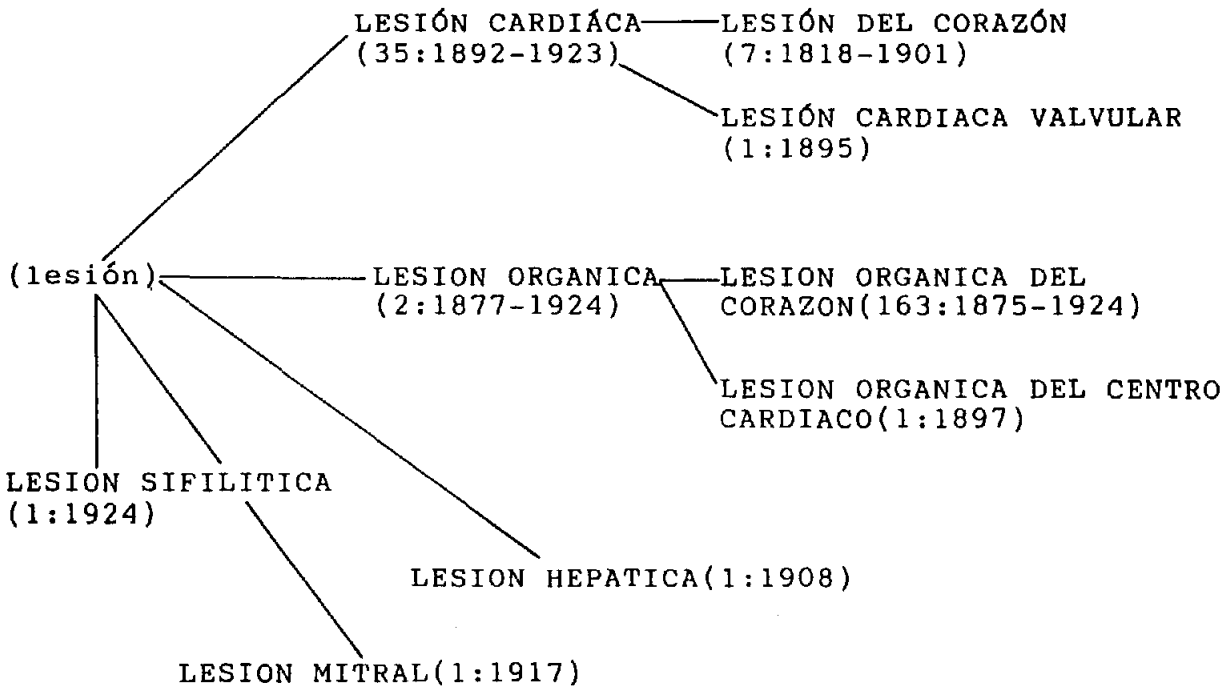 LESIÓN CARDIÁCA
(35:1892-1923)
LESIÓN DEL CORAZÓN
(7:1818-1901)
LESIÓN CARDIACA VALVULAR
(1:1895)
(lesión)
LESION ORGANICA
(2:1877-1924)
LESION ORGANICA DEL
CORAZON(163:1875-1924)
LESION ORGANICA DEL CENTRO
CARDIACO(1:1897)
LESION SIFILITICA
(1:1924)
LESION HEPATICA(1:1908)
LESION MITRAL(1:1917)